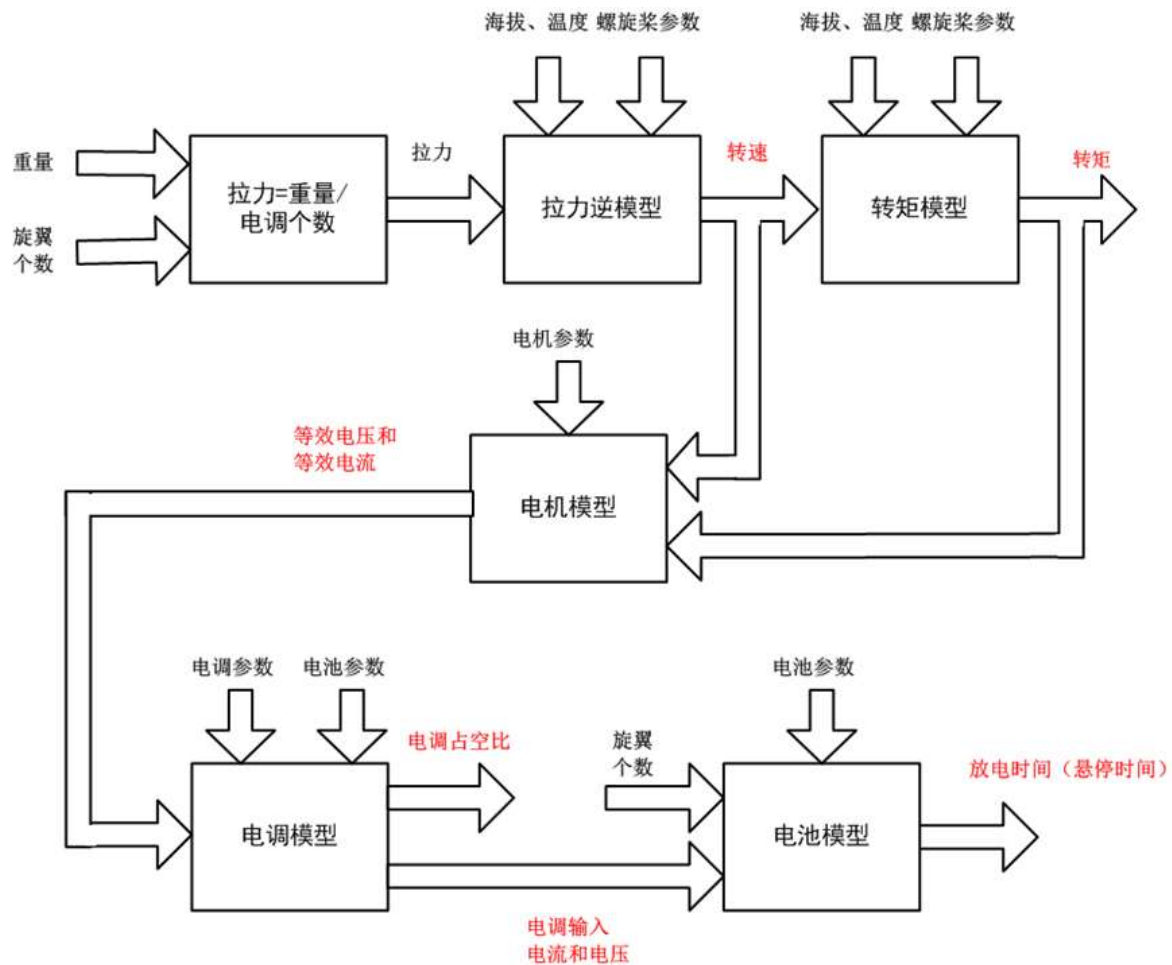 海拔、温度 螺旋桨参数
海拔、温度 螺旋桨参数
重量
旋翼
个数
拉力=重量/
电调个数
拉力
拉力逆模型
转速
转矩模型
转矩
电机参数
等效电压和
等效电流
电机模型
电调参数
电池参数
电池参数
电调占空比
旋翼
个数
放电时间（悬停时间）
电调模型
电池模型
电调输入
电流和电压